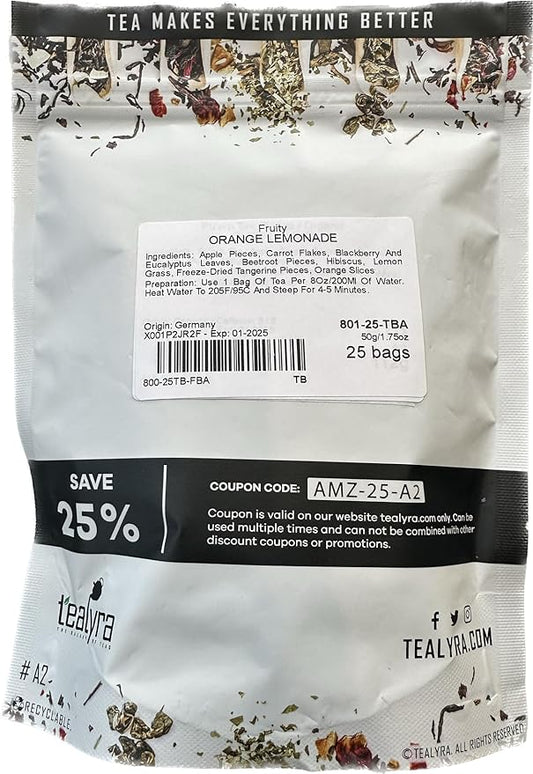 TEA MAKES EVERYTHING BETTER
Fruity
ORANGE LEMONADE
Ingredients: Apple Pieces, Carrot Flakes, Blackberry And
Eucalyptus Leaves, Beetroot Pieces, Hibiscus, Lemon
Grass, Freeze-Dried Tangerine Pieces, Orange Slices
Preparation: Use 1 Bag Of Tea Per 8Oz/200Ml Of Water.
Heat Water To 205F/95C And Steep For 4-5 Minutes.
Origin: Germany
X001P2JR2F - Exp: 01-2025
801-25-TBA
50g/1.75oz
25 bags
800-25TB-FBA TB
SAVE
25%
COUPON CODE: AMZ-25-A2
Coupon is valid on our website tealyra.com only. Can be
used multiple times and can not be combined with other
discount coupons or promotions.
tealyra
TEALYRA.COM
# A2
RECYCLABLE
©TEALYRA. ALL RIGHTS RESERVED